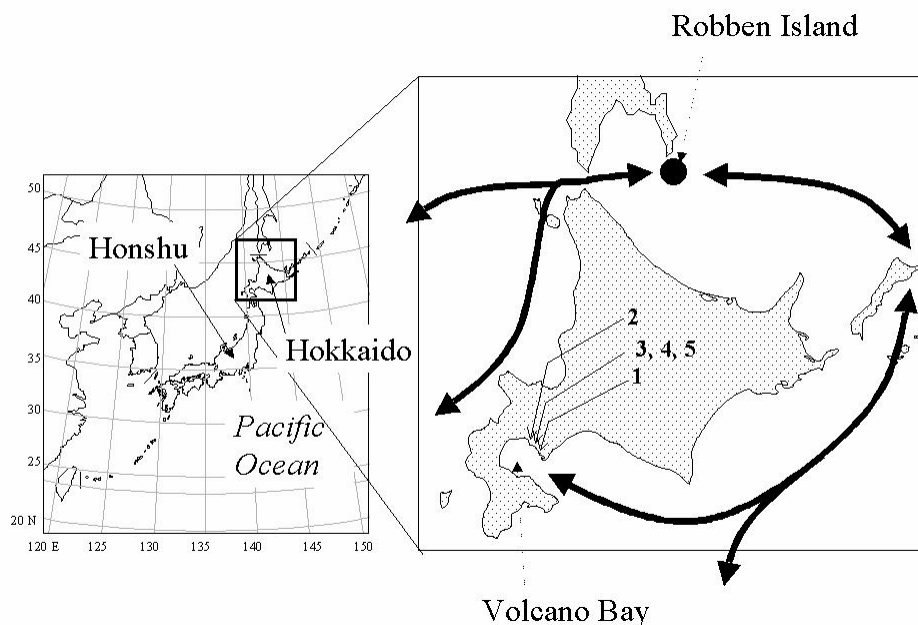 Robben Island
50
45
40
35
30
25
20 N
120 E 125 130 135 140 145 150
Honshu
Hokkaido
Pacific
Ocean
2
3, 4, 5
1
Volcano Bay